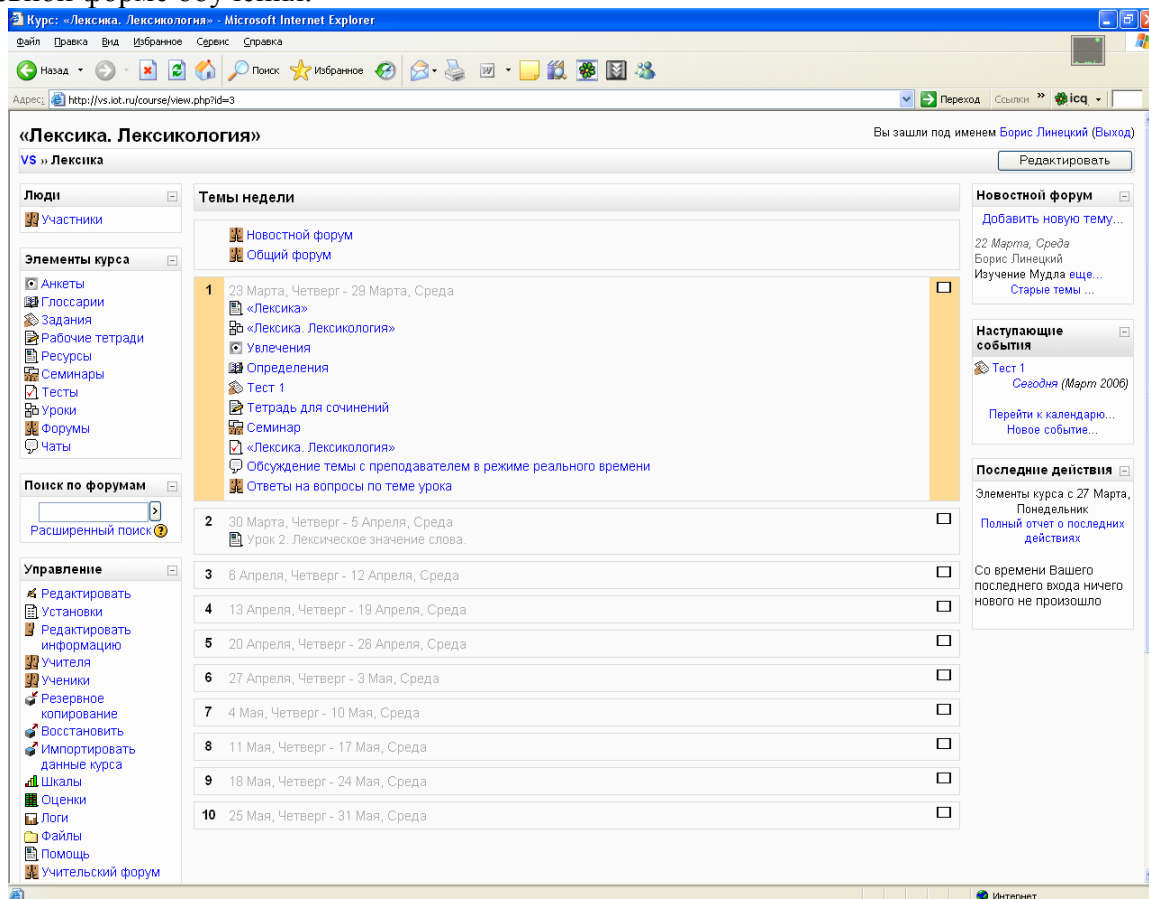 форме обучения.
Курс: «Лексика. Лексикология» - Microsoft Internet Explorer
Файл Правка Вид Избранное Сервис Справка
Назад Поиск Избранное
Адрес: http://vs.iot.ru/course/view.php?id=3 Переход Ссылки » icq
«Лексика. Лексикология» Вы зашли под именем Борис Линецкий (Выход)
VS » Лексика Редактировать
Люди
Участники
Элементы курса
Анкеты
Глоссарии
Задания
Рабочие тетради
Ресурсы
Семинары
Тесты
Уроки
Форумы
Чаты
Поиск по форумам
Расширенный поиск
Управление
Редактировать
Установки
Редактировать
информацию
Учителя
Ученики
Резервное
копирование
Восстановить
Импортировать
данные курса
Шкалы
Оценки
Логи
Файлы
Помощь
Учительский форум
Темы недели
Новостной форум
Общий форум
1 23 Марта, Четверг - 29 Марта, Среда
«Лексика»
«Лексика. Лексикология»
Увлечения
Определения
Тест 1
Тетрадь для сочинений
Семинар
«Лексика. Лексикология»
Обсуждение темы с преподавателем в режиме реального времени
Ответы на вопросы по теме урока
2 30 Марта, Четверг - 5 Апреля, Среда
Урок 2. Лексическое значение слова.
3 6 Апреля, Четверг - 12 Апреля, Среда
4 13 Апреля, Четверг - 19 Апреля, Среда
5 20 Апреля, Четверг - 26 Апреля, Среда
6 27 Апреля, Четверг - 3 Мая, Среда
7 4 Мая, Четверг - 10 Мая, Среда
8 11 Мая, Четверг - 17 Мая, Среда
9 18 Мая, Четверг - 24 Мая, Среда
10 25 Мая, Четверг - 31 Мая, Среда
Новостной форум
Добавить новую тему...
22 Марта, Среда
Борис Линецкий
Изучение Мудла еще...
Старые темы ...
Наступающие
события
Тест 1
Сегодня (Март 2006)
Перейти к календарю...
Новое событие...
Последние действия
Элементы курса с 27 Марта,
Понедельник
Полный отчет о последних
действиях
Со времени Вашего
последнего входа ничего
нового не произошло
Интернет